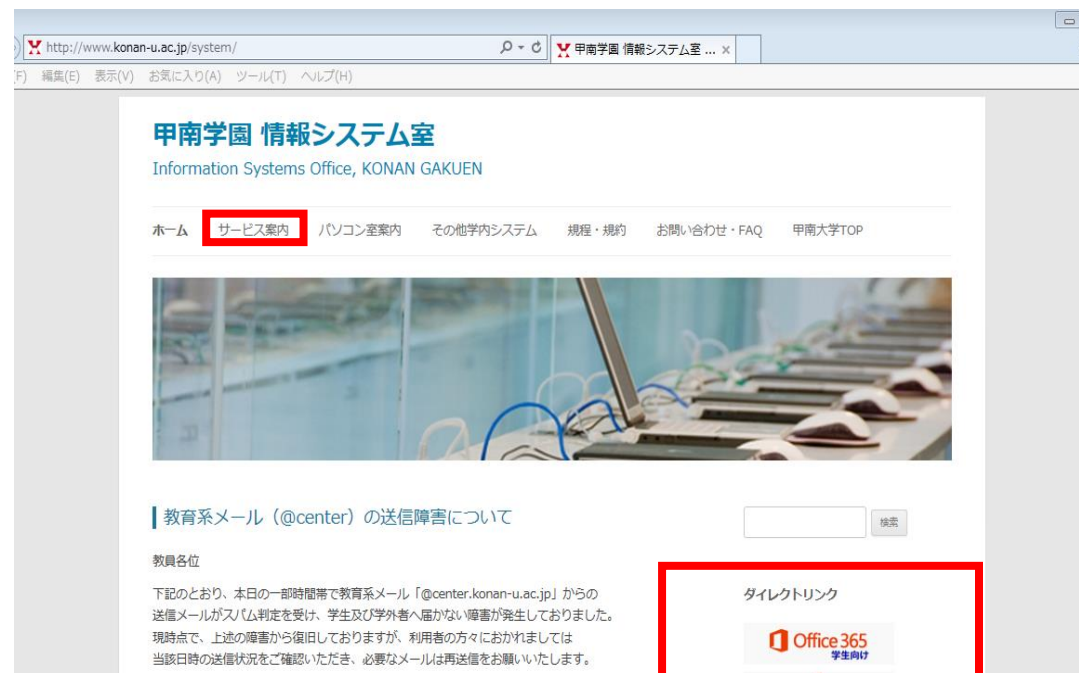 http://www.konan-u.ac.jp/system/
甲南学園 情報システム室 ...
(F) 編集(E) 表示(V) お気に入り(A) ツール(T) ヘルプ(H)
甲南学園 情報システム室
Information Systems Office, KONAN GAKUEN
ホーム サービス案内 パソコン室案内 その他学内システム 規程・規約 お問い合わせ・FAQ 甲南大学TOP
教育系メール（@center）の送信障害について
検索
教員各位
下記のとおり、本日の一部時間帯で教育系メール「@center.konan-u.ac.jp」からの
送信メールがスパム判定を受け、学生及び学外者へ届かない障害が発生しておりました。
現時点で、上述の障害から復旧しておりますが、利用者の方々におかれましては
当該日時の送信状況をご確認いただき、必要なメールは再送信をお願いいたします。
ダイレクトリンク
Office 365
学生向け